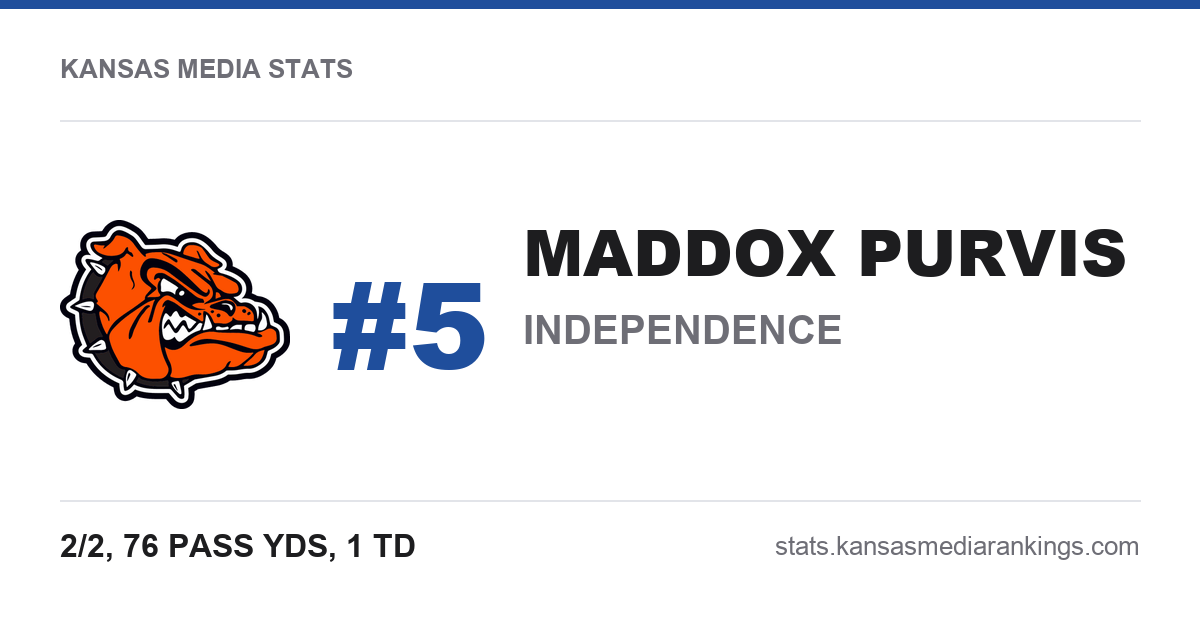 KANSAS MEDIA STATS
#5
MADDOX PURVIS
INDEPENDENCE
2/2, 76 PASS YDS, 1 TD
stats.kansasmediarankings.com